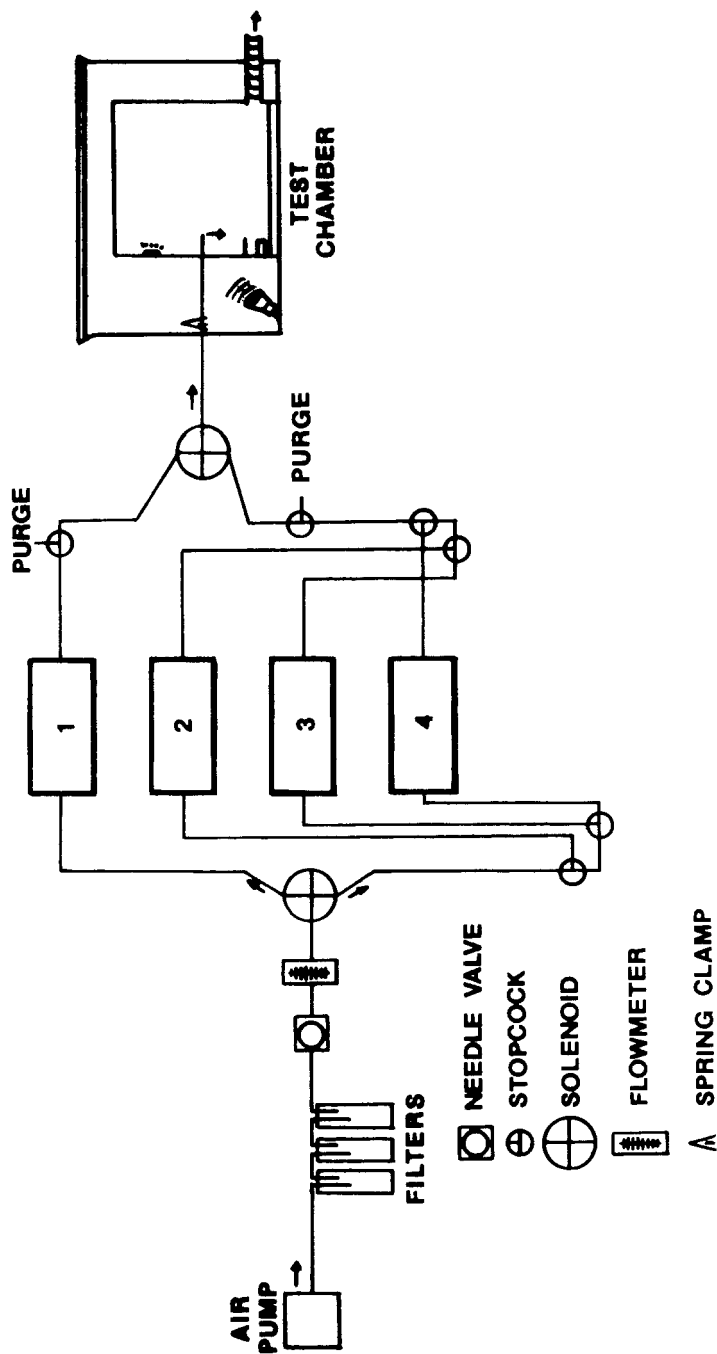 AIR
PUMP
FILTERS
1
2
3
4
PURGE
PURGE
TEST
CHAMBER
NEEDLE VALVE
STOPCOCK
SOLENOID
FLOWMETER
SPRING CLAMP